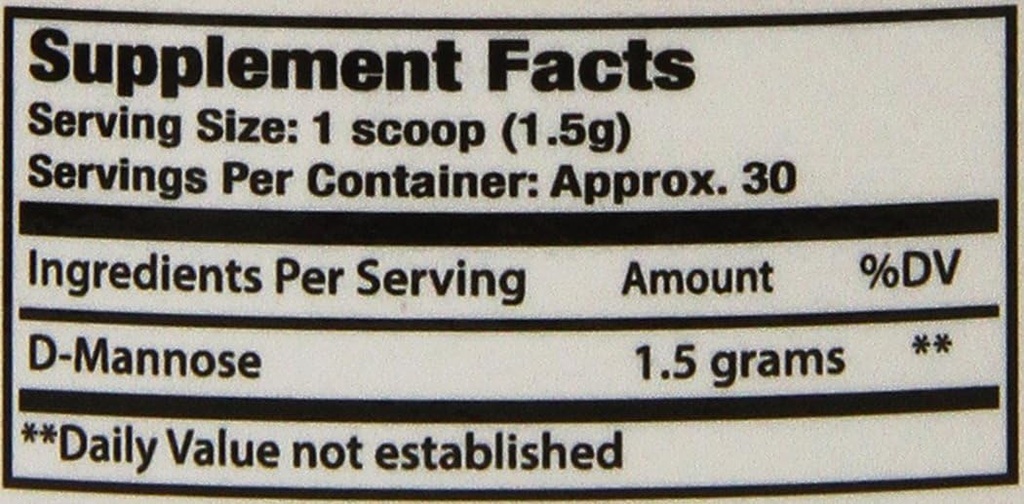 Supplement Facts
Serving Size: 1 scoop (1.5g)
Servings Per Container: Approx. 30
Ingredients Per Serving Amount %DV
D-Mannose 1.5 grams **
**Daily Value not established